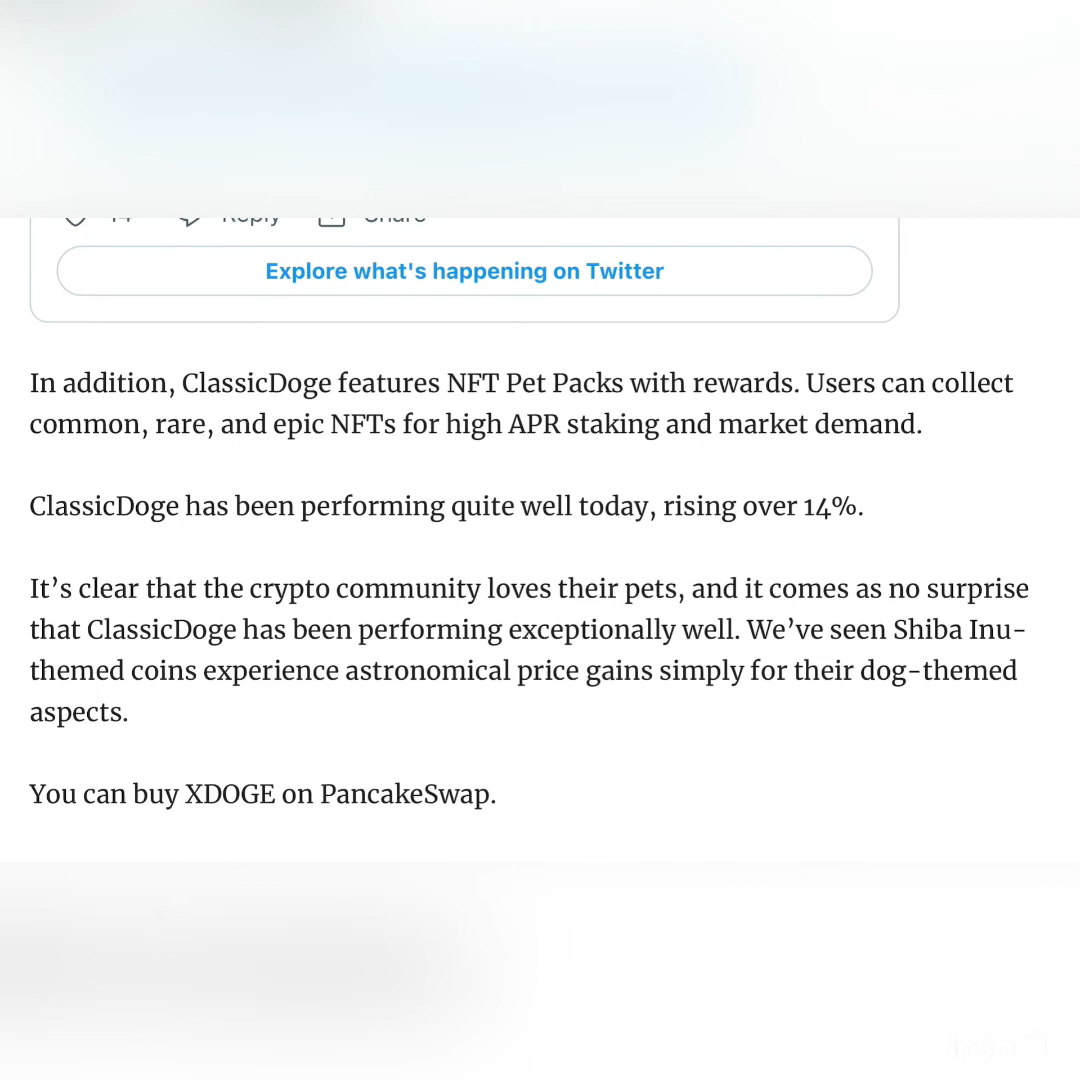 Reply Share
Explore what's happening on Twitter
In addition, ClassicDoge features NFT Pet Packs with rewards. Users can collect
common, rare, and epic NFTs for high APR staking and market demand.
ClassicDoge has been performing quite well today, rising over 14%.
It’s clear that the crypto community loves their pets, and it comes as no surprise
that ClassicDoge has been performing exceptionally well. We’ve seen Shiba Inu-
themed coins experience astronomical price gains simply for their dog-themed
aspects.
You can buy XDOGE on PancakeSwap.